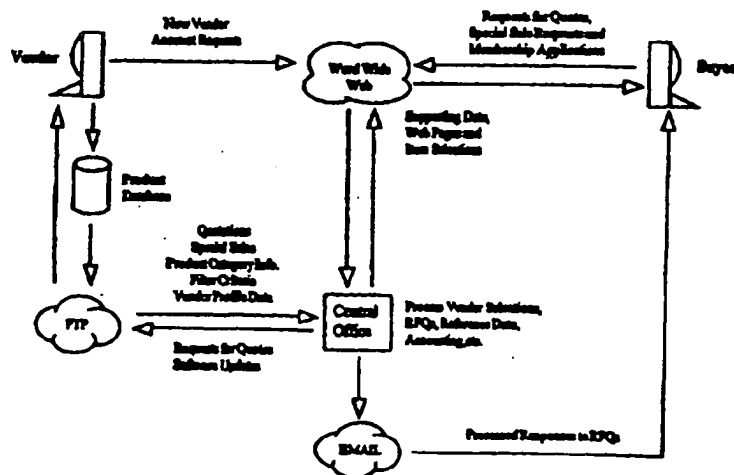 New Vendor
Account Requests
Requests for Quotes,
Special Sale Requests and
Membership Applications
Vendor
Word Wide
Web
Buyer
Supporting Data,
Web Pages and
Item Selections
Product
Database
Quotations
Special Sales
Product Category Info.
Filter Criteria
Vendor Profile Data
FTP
Central
Office
Process Vendor Selections,
RFQs, Reference Data,
Accounting, etc.
Requests for Quotes
Software Updates
EMAIL
Processed Responses to RFQs